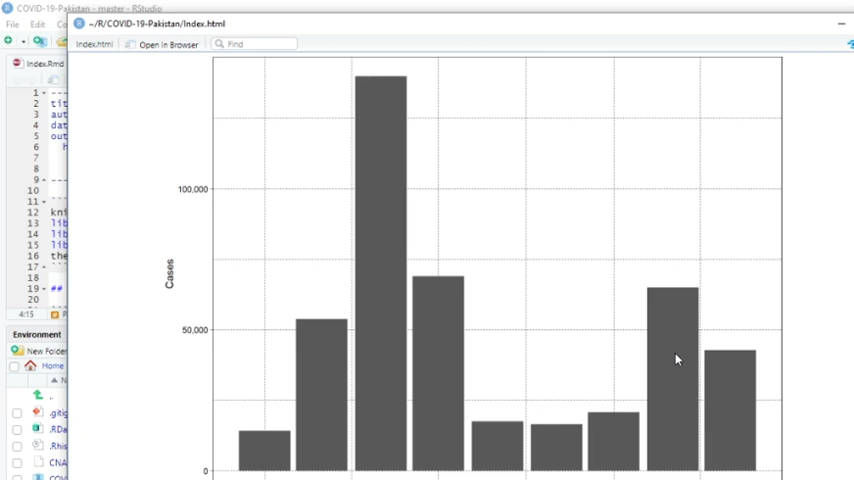 COVID-19-Pakistan - master - RStudio
File Edit
~/R/COVID-19-Pakistan/Index.html
Index.html Open in Browser Find
Index.Rmd
1 ---
2 tit
3 aut
4 dat
5 out
6 h
7
8
9 ---
10
11
12 kni
13 lib
14 lib
15 lib
16 the
17 ```
18
19 ##
20
4:15
Environment
New Folder
Home
..
.gitig
.RDa
.Rhis
CNA
100,000
50,000
0
Cases